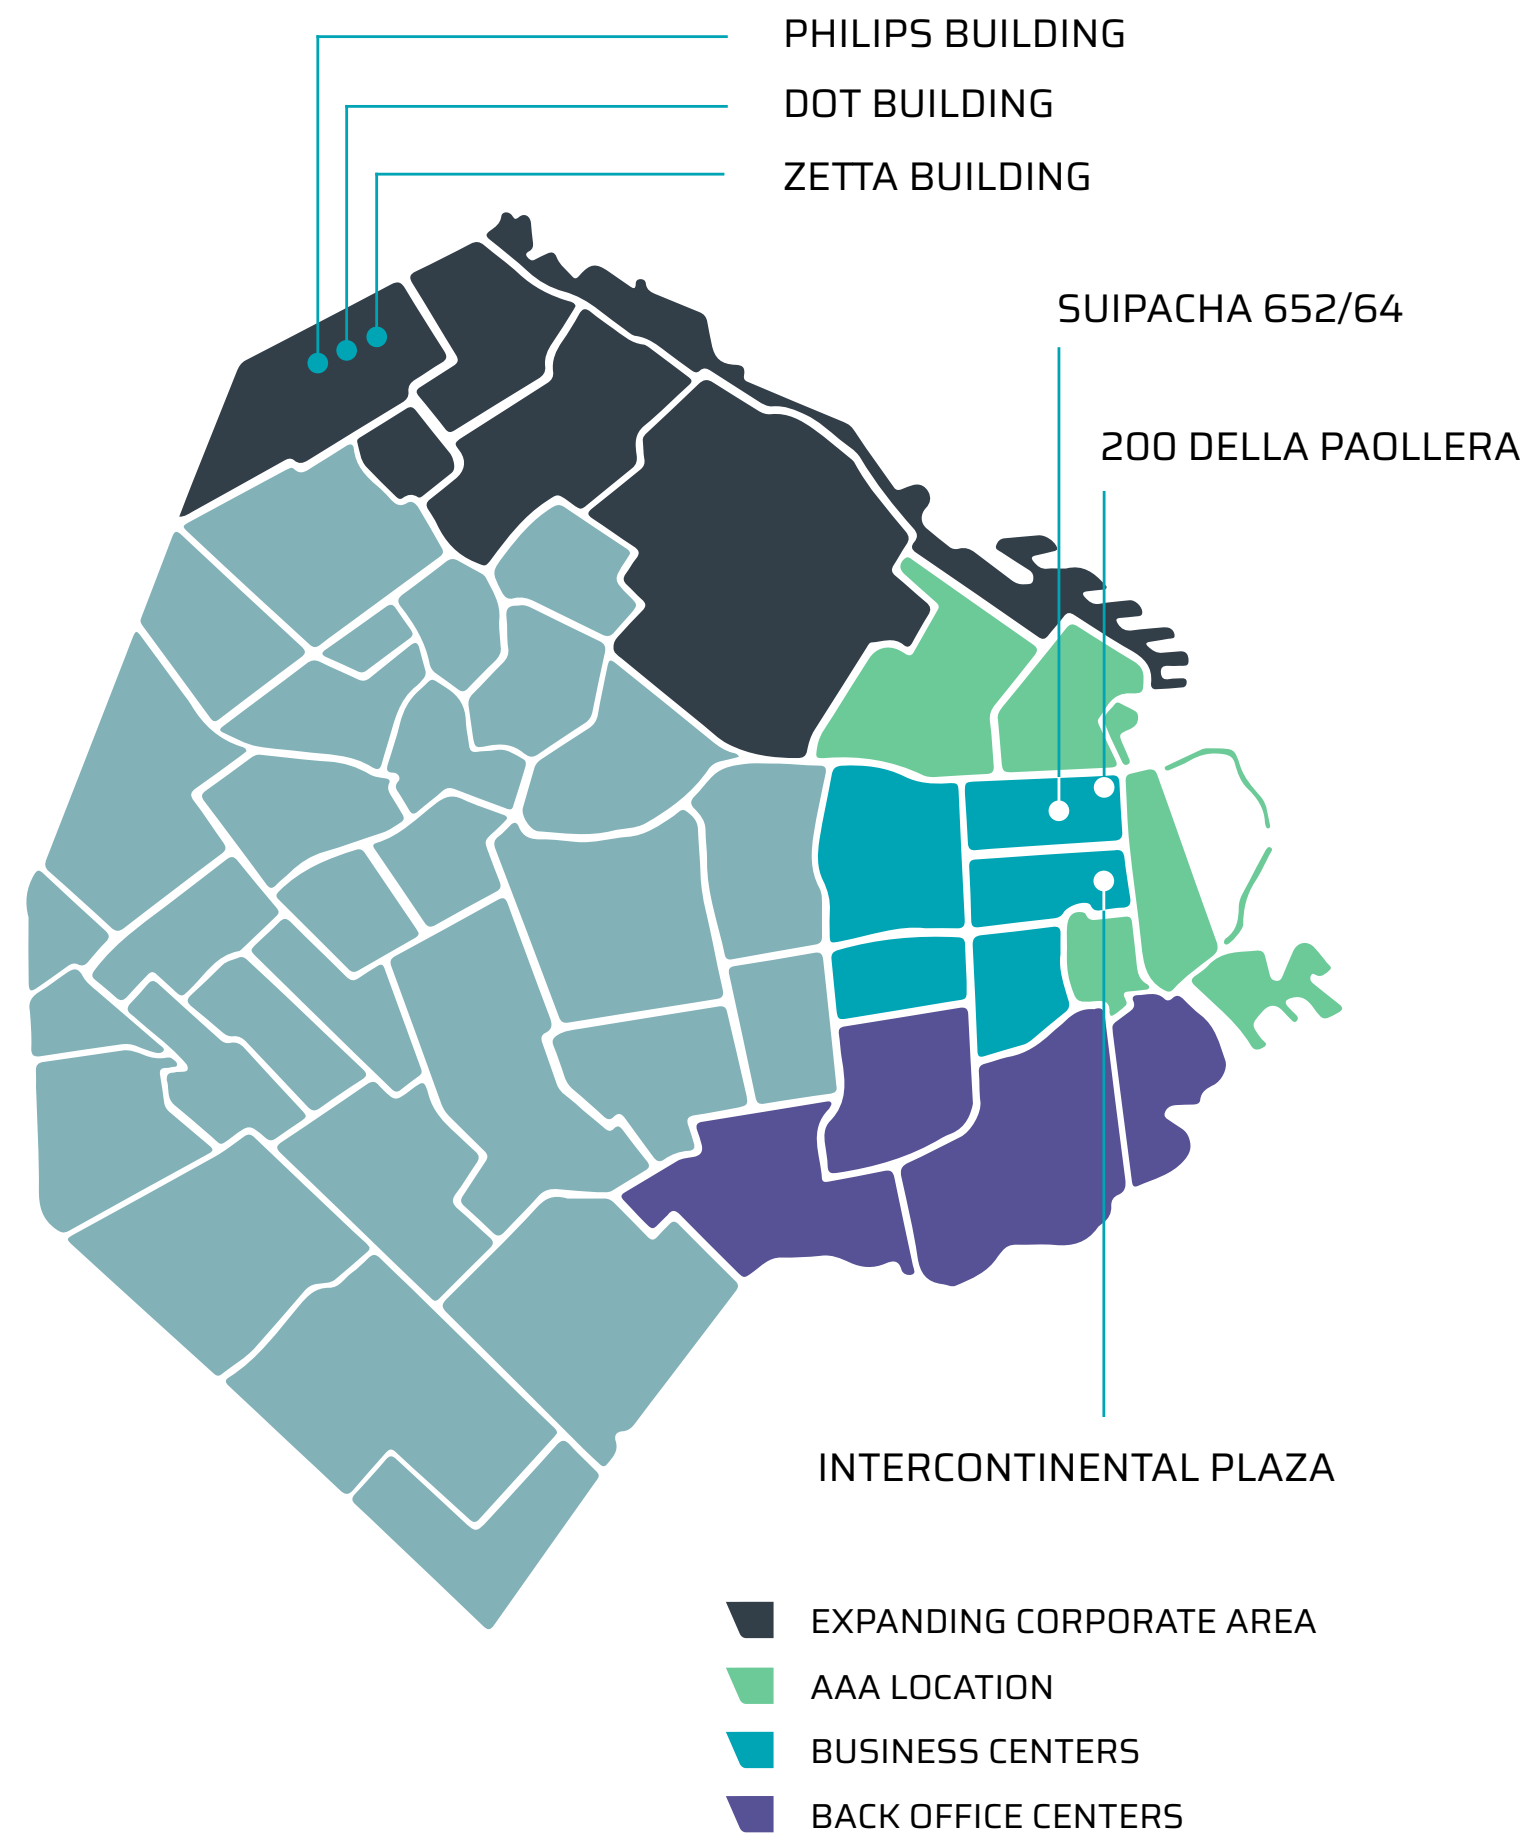 PHILIPS BUILDING
DOT BUILDING
ZETTA BUILDING
SUIPACHA 652/64
200 DELLA PAOLLERA
INTERCONTINENTAL PLAZA
EXPANDING CORPORATE AREA
AAA LOCATION
BUSINESS CENTERS
BACK OFFICE CENTERS